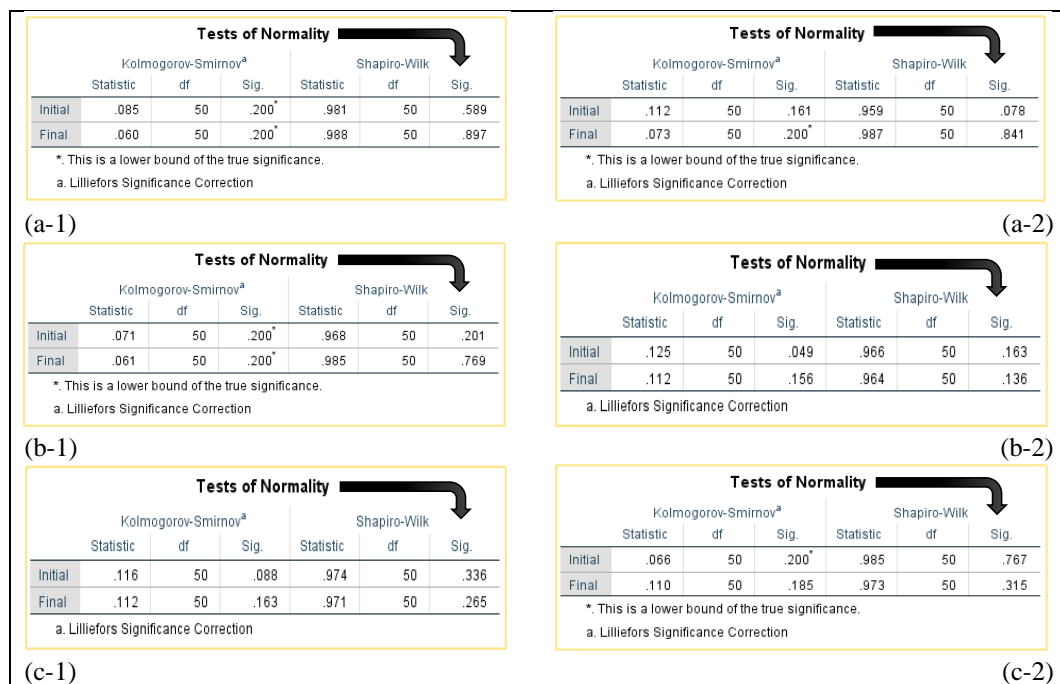 Tests of Normality
Kolmogorov-Smirnovᵃ Shapiro-Wilk
Statistic df Sig. Statistic df Sig.
Initial .085 50 .200* .981 50 .589
Final .060 50 .200* .988 50 .897
*. This is a lower bound of the true significance.
a. Lilliefors Significance Correction
(a-1)
Tests of Normality
Kolmogorov-Smirnovᵃ Shapiro-Wilk
Statistic df Sig. Statistic df Sig.
Initial .112 50 .161 .959 50 .078
Final .073 50 .200* .987 50 .841
*. This is a lower bound of the true significance.
a. Lilliefors Significance Correction
(a-2)
Tests of Normality
Kolmogorov-Smirnovᵃ Shapiro-Wilk
Statistic df Sig. Statistic df Sig.
Initial .071 50 .200* .968 50 .201
Final .061 50 .200* .985 50 .769
*. This is a lower bound of the true significance.
a. Lilliefors Significance Correction
(b-1)
Tests of Normality
Kolmogorov-Smirnovᵃ Shapiro-Wilk
Statistic df Sig. Statistic df Sig.
Initial .125 50 .049 .966 50 .163
Final .112 50 .156 .964 50 .136
a. Lilliefors Significance Correction
(b-2)
Tests of Normality
Kolmogorov-Smirnovᵃ Shapiro-Wilk
Statistic df Sig. Statistic df Sig.
Initial .116 50 .088 .974 50 .336
Final .112 50 .163 .971 50 .265
a. Lilliefors Significance Correction
(c-1)
Tests of Normality
Kolmogorov-Smirnovᵃ Shapiro-Wilk
Statistic df Sig. Statistic df Sig.
Initial .066 50 .200* .985 50 .767
Final .110 50 .185 .973 50 .315
*. This is a lower bound of the true significance.
a. Lilliefors Significance Correction
(c-2)